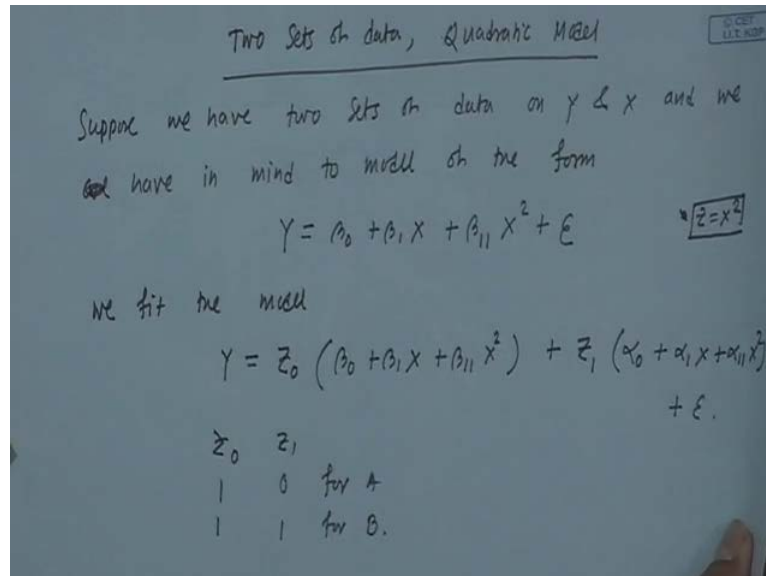 Two Sets of data, Quadratic Model
© CET
I.I.T. KGP
Suppose we have two sets of data on Y & X and we
have in mind to model of the form
Y = β₀ + β₁ X + β₁₁ X² + ε
Z = X²
we fit the model
Y = Z₀ (β₀ + β₁ X + β₁₁ X²) + Z₁ (α₀ + α₁ X + α₁₁ X²)
+ ε.
Z₀ Z₁
1 0 for A
1 1 for B.